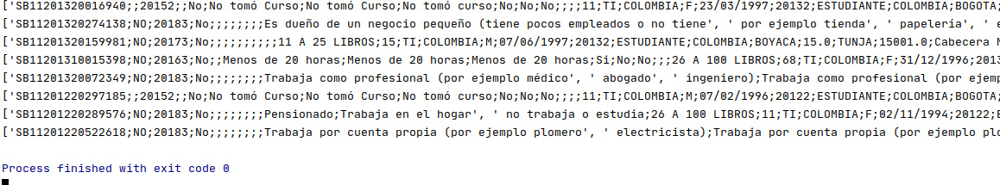 ['SB11201320016940;;20152;;No;No tomó Curso;No tomó Curso;No tomó curso;No;No;No;;;;11;TI;COLOMBIA;F;23/03/1997;20132;ESTUDIANTE;COLOMBIA;BOGOTA;
['SB11201320274138;NO;20183;No;;;;;;;;Es dueño de un negocio pequeño (tiene pocos empleados o no tiene', ' por ejemplo tienda', ' papelería', ' e
['SB11201320159981;NO;20173;No;;;;;;;;;;11 A 25 LIBROS;15;TI;COLOMBIA;M;07/06/1997;20132;ESTUDIANTE;COLOMBIA;BOYACA;15.0;TUNJA;15001.0;Cabecera M
['SB11201310015398;NO;20163;No;;Menos de 20 horas;Menos de 20 horas;Menos de 20 horas;Si;No;No;;;26 A 100 LIBROS;68;TI;COLOMBIA;F;31/12/1996;2013
['SB11201320072349;NO;20183;No;;;;;;;;Trabaja como profesional (por ejemplo médico', ' abogado', ' ingeniero);Trabaja como profesional (por ejemp
['SB11201220297185;;20152;;No;No tomó Curso;No tomó Curso;No tomó curso;No;No;No;;;;11;TI;COLOMBIA;M;07/02/1996;20122;ESTUDIANTE;COLOMBIA;BOGOTA;
['SB11201220289576;NO;20183;No;;;;;;;;Pensionado;Trabaja en el hogar', ' no trabaja o estudia;26 A 100 LIBROS;11;TI;COLOMBIA;F;02/11/1994;20122;E
['SB11201220522618;NO;20183;No;;;;;;;;Trabaja por cuenta propia (por ejemplo plomero', ' electricista);Trabaja por cuenta propia (por ejemplo plo
Process finished with exit code 0